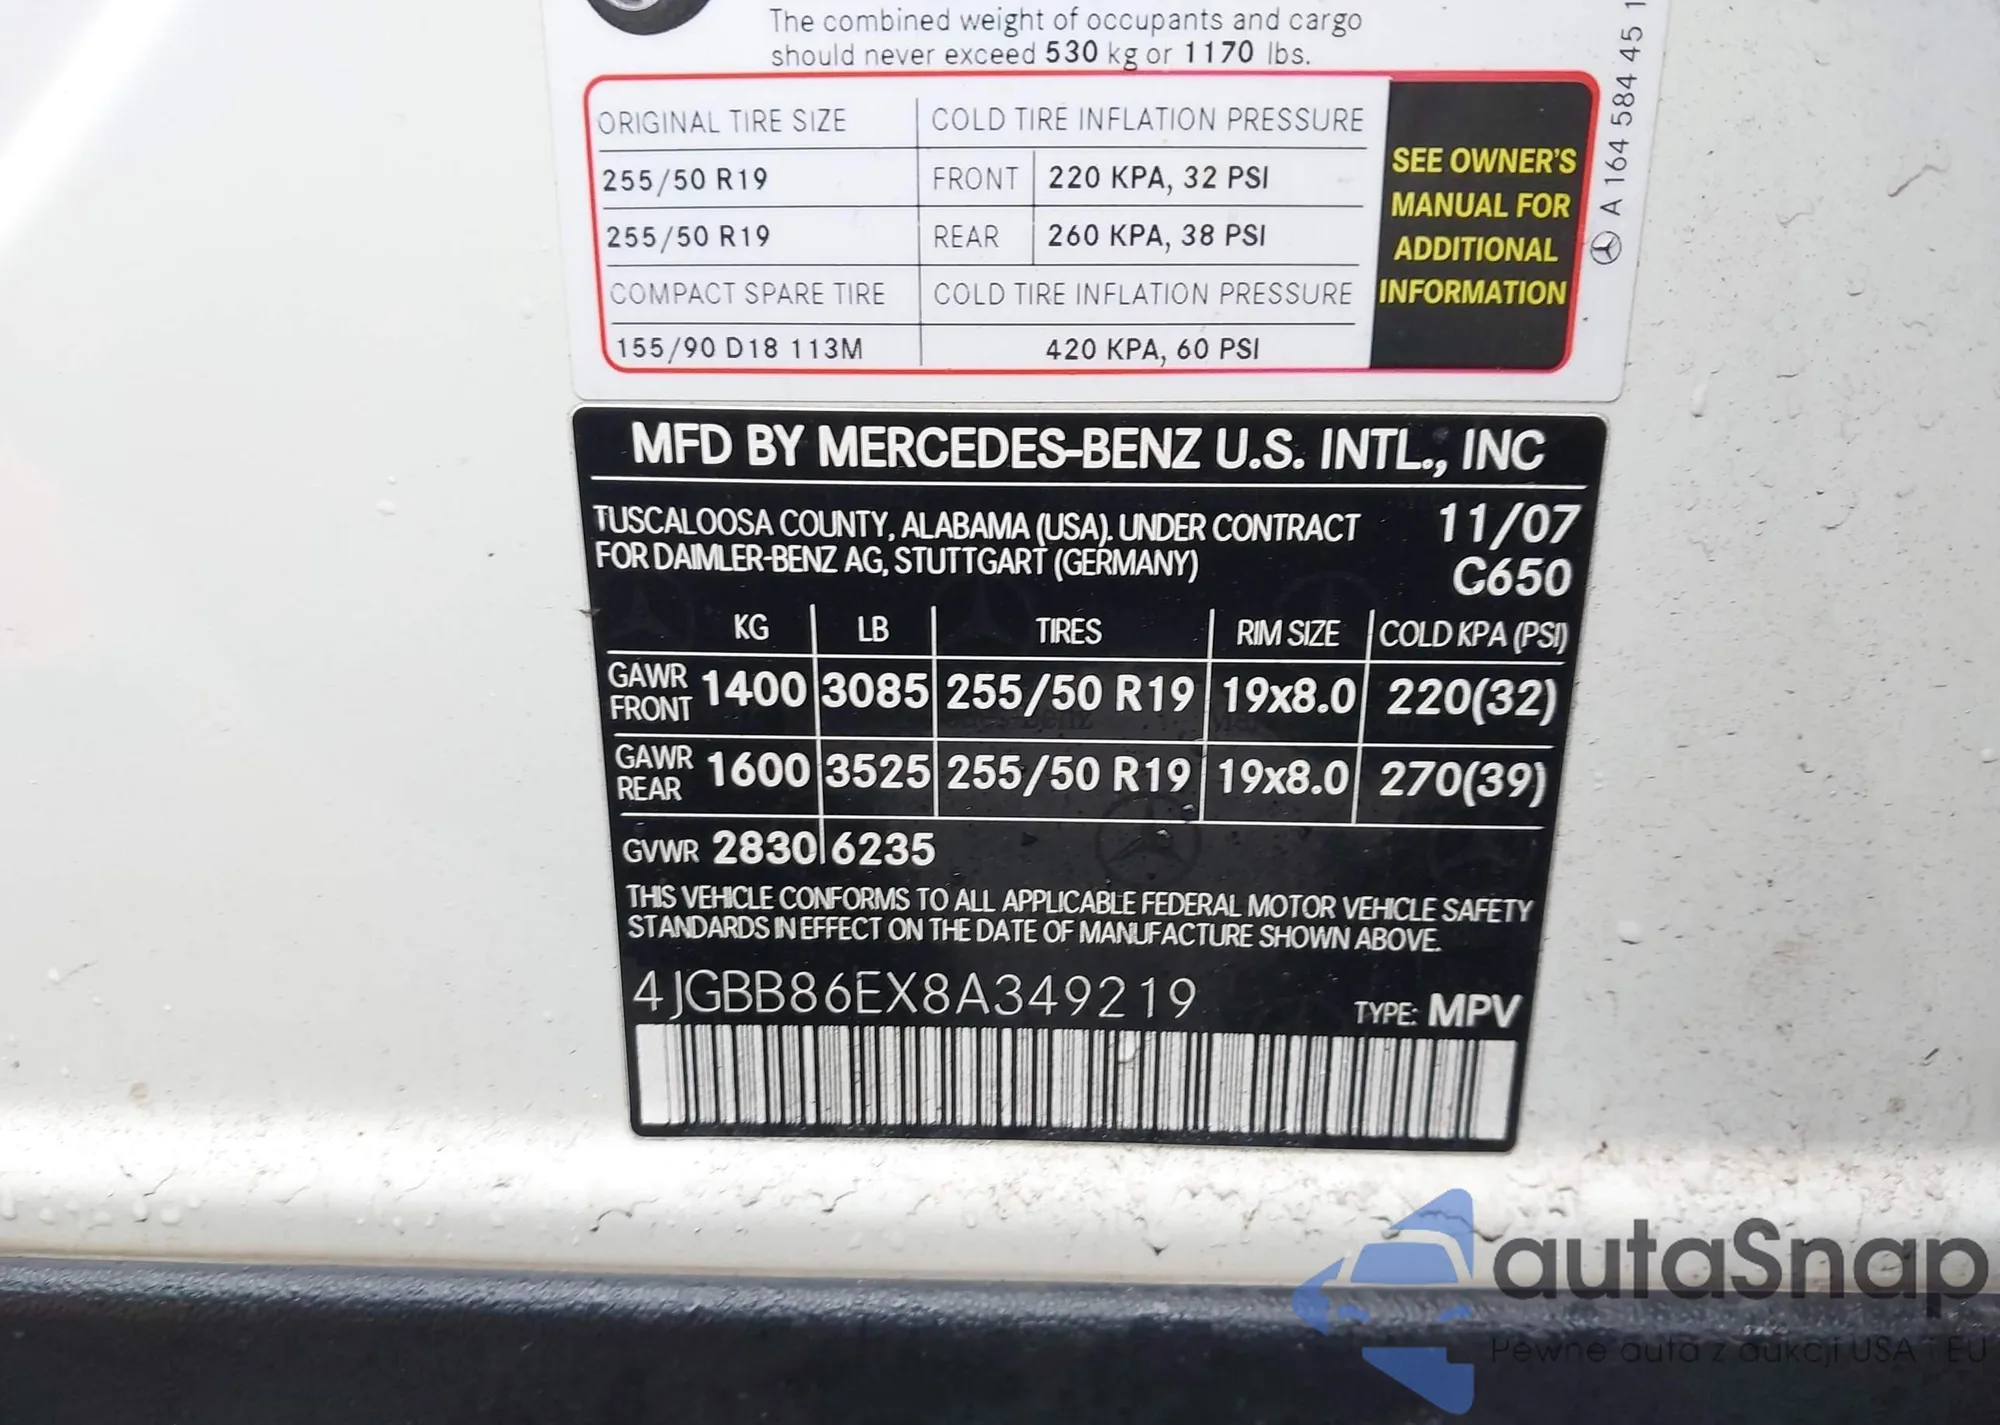 The combined weight of occupants and cargo
should never exceed 530 kg or 1170 lbs.
ORIGINAL TIRE SIZE COLD TIRE INFLATION PRESSURE
255/50 R19 FRONT 220 KPA, 32 PSI
255/50 R19 REAR 260 KPA, 38 PSI
COMPACT SPARE TIRE COLD TIRE INFLATION PRESSURE
155/90 D18 113M 420 KPA, 60 PSI
SEE OWNER'S
MANUAL FOR
ADDITIONAL
INFORMATION
A 164 584 45 1
MFD BY MERCEDES-BENZ U.S. INTL., INC
TUSCALOOSA COUNTY, ALABAMA (USA). UNDER CONTRACT 11/07
FOR DAIMLER-BENZ AG, STUTTGART (GERMANY) C650
KG LB TIRES RIM SIZE COLD KPA (PSI)
GAWR FRONT 1400 3085 255/50 R19 19x8.0 220(32)
GAWR REAR 1600 3525 255/50 R19 19x8.0 270(39)
GVWR 2830 6235
THIS VEHICLE CONFORMS TO ALL APPLICABLE FEDERAL MOTOR VEHICLE SAFETY
STANDARDS IN EFFECT ON THE DATE OF MANUFACTURE SHOWN ABOVE.
4JGBB86EX8A349219 TYPE: MPV
autaSnap
Pewne auta z aukcji USA i EU